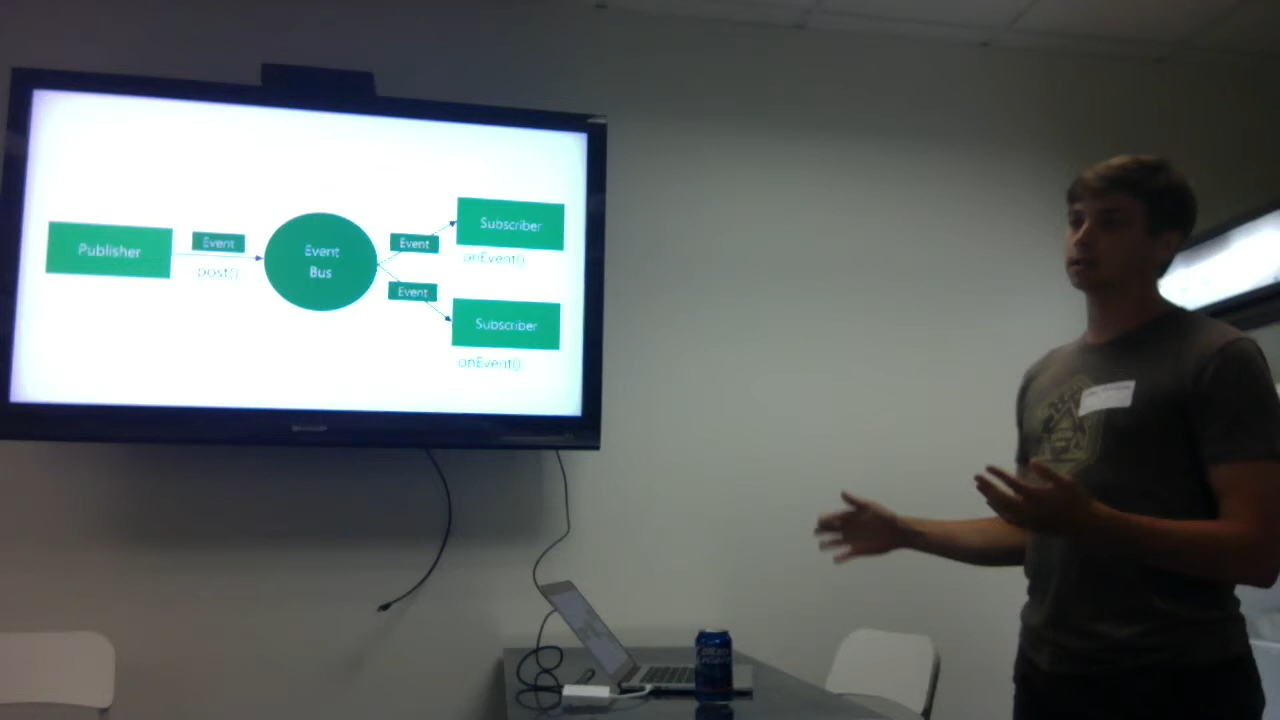 Publisher
Event
post()
Event
Bus
Event
Event
Subscriber
onEvent()
Subscriber
onEvent()